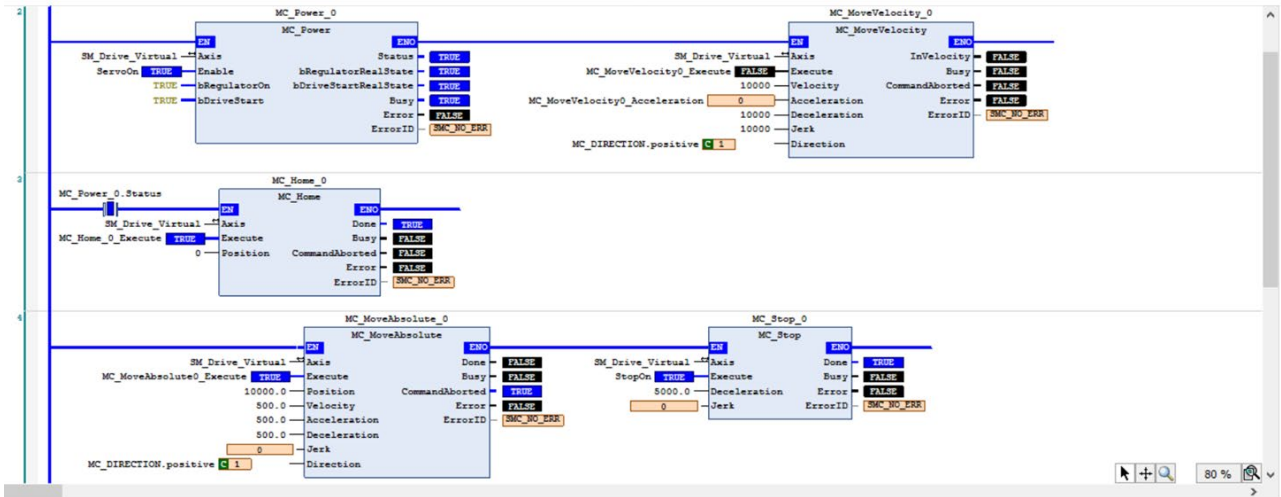 2
MC_Power_0
MC_Power
EN ENO
SM_Drive_Virtual Axis Status TRUE
ServoOn TRUE Enable bRegulatorRealState TRUE
TRUE bRegulatorOn bDriveStartRealState TRUE
TRUE bDriveStart Busy TRUE
Error FALSE
ErrorID SMC_NO_ERR
MC_MoveVelocity_0
MC_MoveVelocity
EN ENO
SM_Drive_Virtual Axis InVelocity FALSE
MC_MoveVelocity0_Execute FALSE Execute Busy FALSE
10000 Velocity CommandAborted FALSE
MC_MoveVelocity0_Acceleration 0 Acceleration Error FALSE
10000 Deceleration ErrorID SMC_NO_ERR
10000 Jerk
MC_DIRECTION.positive C 1 Direction
3
MC_Home_0
MC_Power_0.Status
MC_Home
EN ENO
SM_Drive_Virtual Axis Done TRUE
MC_Home_0_Execute TRUE Execute Busy FALSE
0 Position CommandAborted FALSE
Error FALSE
ErrorID SMC_NO_ERR
4
MC_MoveAbsolute_0
MC_MoveAbsolute
EN ENO
SM_Drive_Virtual Axis Done FALSE
MC_MoveAbsolute0_Execute TRUE Execute Busy FALSE
10000.0 Position CommandAborted TRUE
500.0 Velocity Error FALSE
500.0 Acceleration ErrorID SMC_NO_ERR
500.0 Deceleration
0 Jerk
MC_DIRECTION.positive C 1 Direction
MC_Stop_0
MC_Stop
EN ENO
SM_Drive_Virtual Axis Done TRUE
StopOn TRUE Execute Busy FALSE
5000.0 Deceleration Error FALSE
0 Jerk ErrorID SMC_NO_ERR
80 %